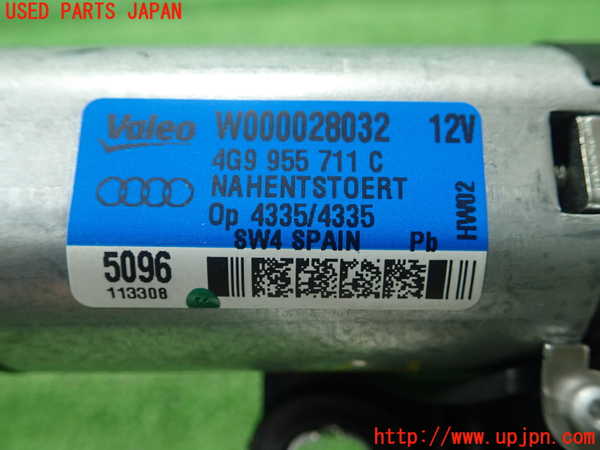 USED PARTS JAPAN
Valeo W000028032 12V
4G9 955 711 C
NAHENTSTOERT
Op 4335/4335
SW4 SPAIN Pb
HW02
5096
113308
http://www.upjpn.com